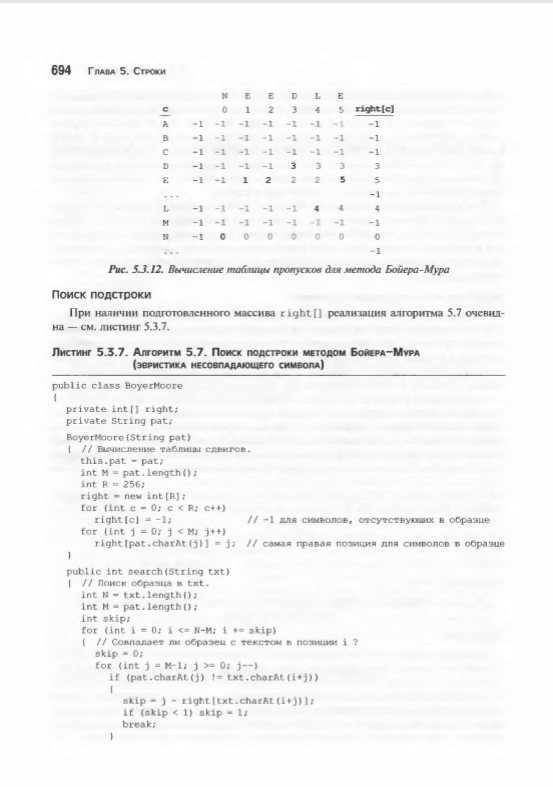 694 Глава 5. Строки
N E E D L E
c 0 1 2 3 4 5 right[c]
A -1 -1 -1 -1 -1 -1 -1 -1
B -1 -1 -1 -1 -1 -1 -1 -1
C -1 -1 -1 -1 -1 -1 -1 -1
D -1 -1 -1 -1 3 3 3 3
E -1 -1 1 2 2 2 5 5
... -1
L -1 -1 -1 -1 -1 4 4 4
M -1 -1 -1 -1 -1 -1 -1 -1
N -1 0 0 0 0 0 0 0
... -1
Рис. 5.3.12. Вычисление таблицы пропусков для метода Бойера-Мура
Поиск подстроки
При наличии подготовленного массива right[] реализация алгоритма 5.7 очевид-
на — см. листинг 5.3.7.
Листинг 5.3.7. Алгоритм 5.7. Поиск подстроки методом Бойера–Мура
(эвристика несовпадающего символа)
public class BoyerMoore
{
private int[] right;
private String pat;
BoyerMoore(String pat)
{ // Вычисление таблицы сдвигов.
this.pat = pat;
int M = pat.length();
int R = 256;
right = new int[R];
for (int c = 0; c < R; c++)
right[c] = -1; // -1 для символов, отсутствующих в образце
for (int j = 0; j < M; j++)
right[pat.charAt(j)] = j; // самая правая позиция для символов в образце
}
public int search(String txt)
{ // Поиск образца в txt.
int N = txt.length();
int M = pat.length();
int skip;
for (int i = 0; i <= N-M; i += skip)
{ // Совпадает ли образец с текстом в позиции i ?
skip = 0;
for (int j = M-1; j >= 0; j--)
if (pat.charAt(j) != txt.charAt(i+j))
{
skip = j - right[txt.charAt(i+j)];
if (skip < 1) skip = 1;
break;
}